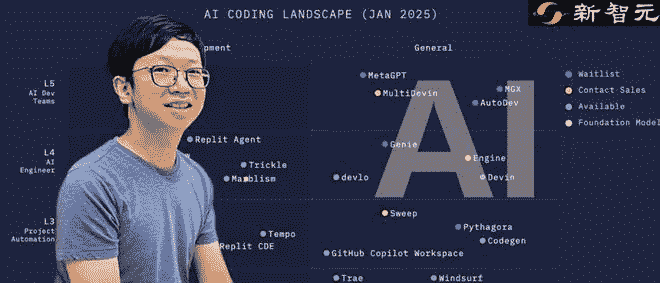 AI CODING LANDSCAPE (JAN 2025)
新智元
pment
General
L5
AI Dev
Teams
MetaGPT
MultiDevin
MGX
AutoDev
Waitlist
Contact Sales
Available
Foundation Model
L4
AI
Engineer
Replit Agent
Trickle
Marblism
Genie
Engine
devlo
Devin
L3
Project
Automation
Tempo
Replit CDE
Sweep
Pythagora
Codegen
GitHub Copilot Workspace
Trae
Windsurf
AI